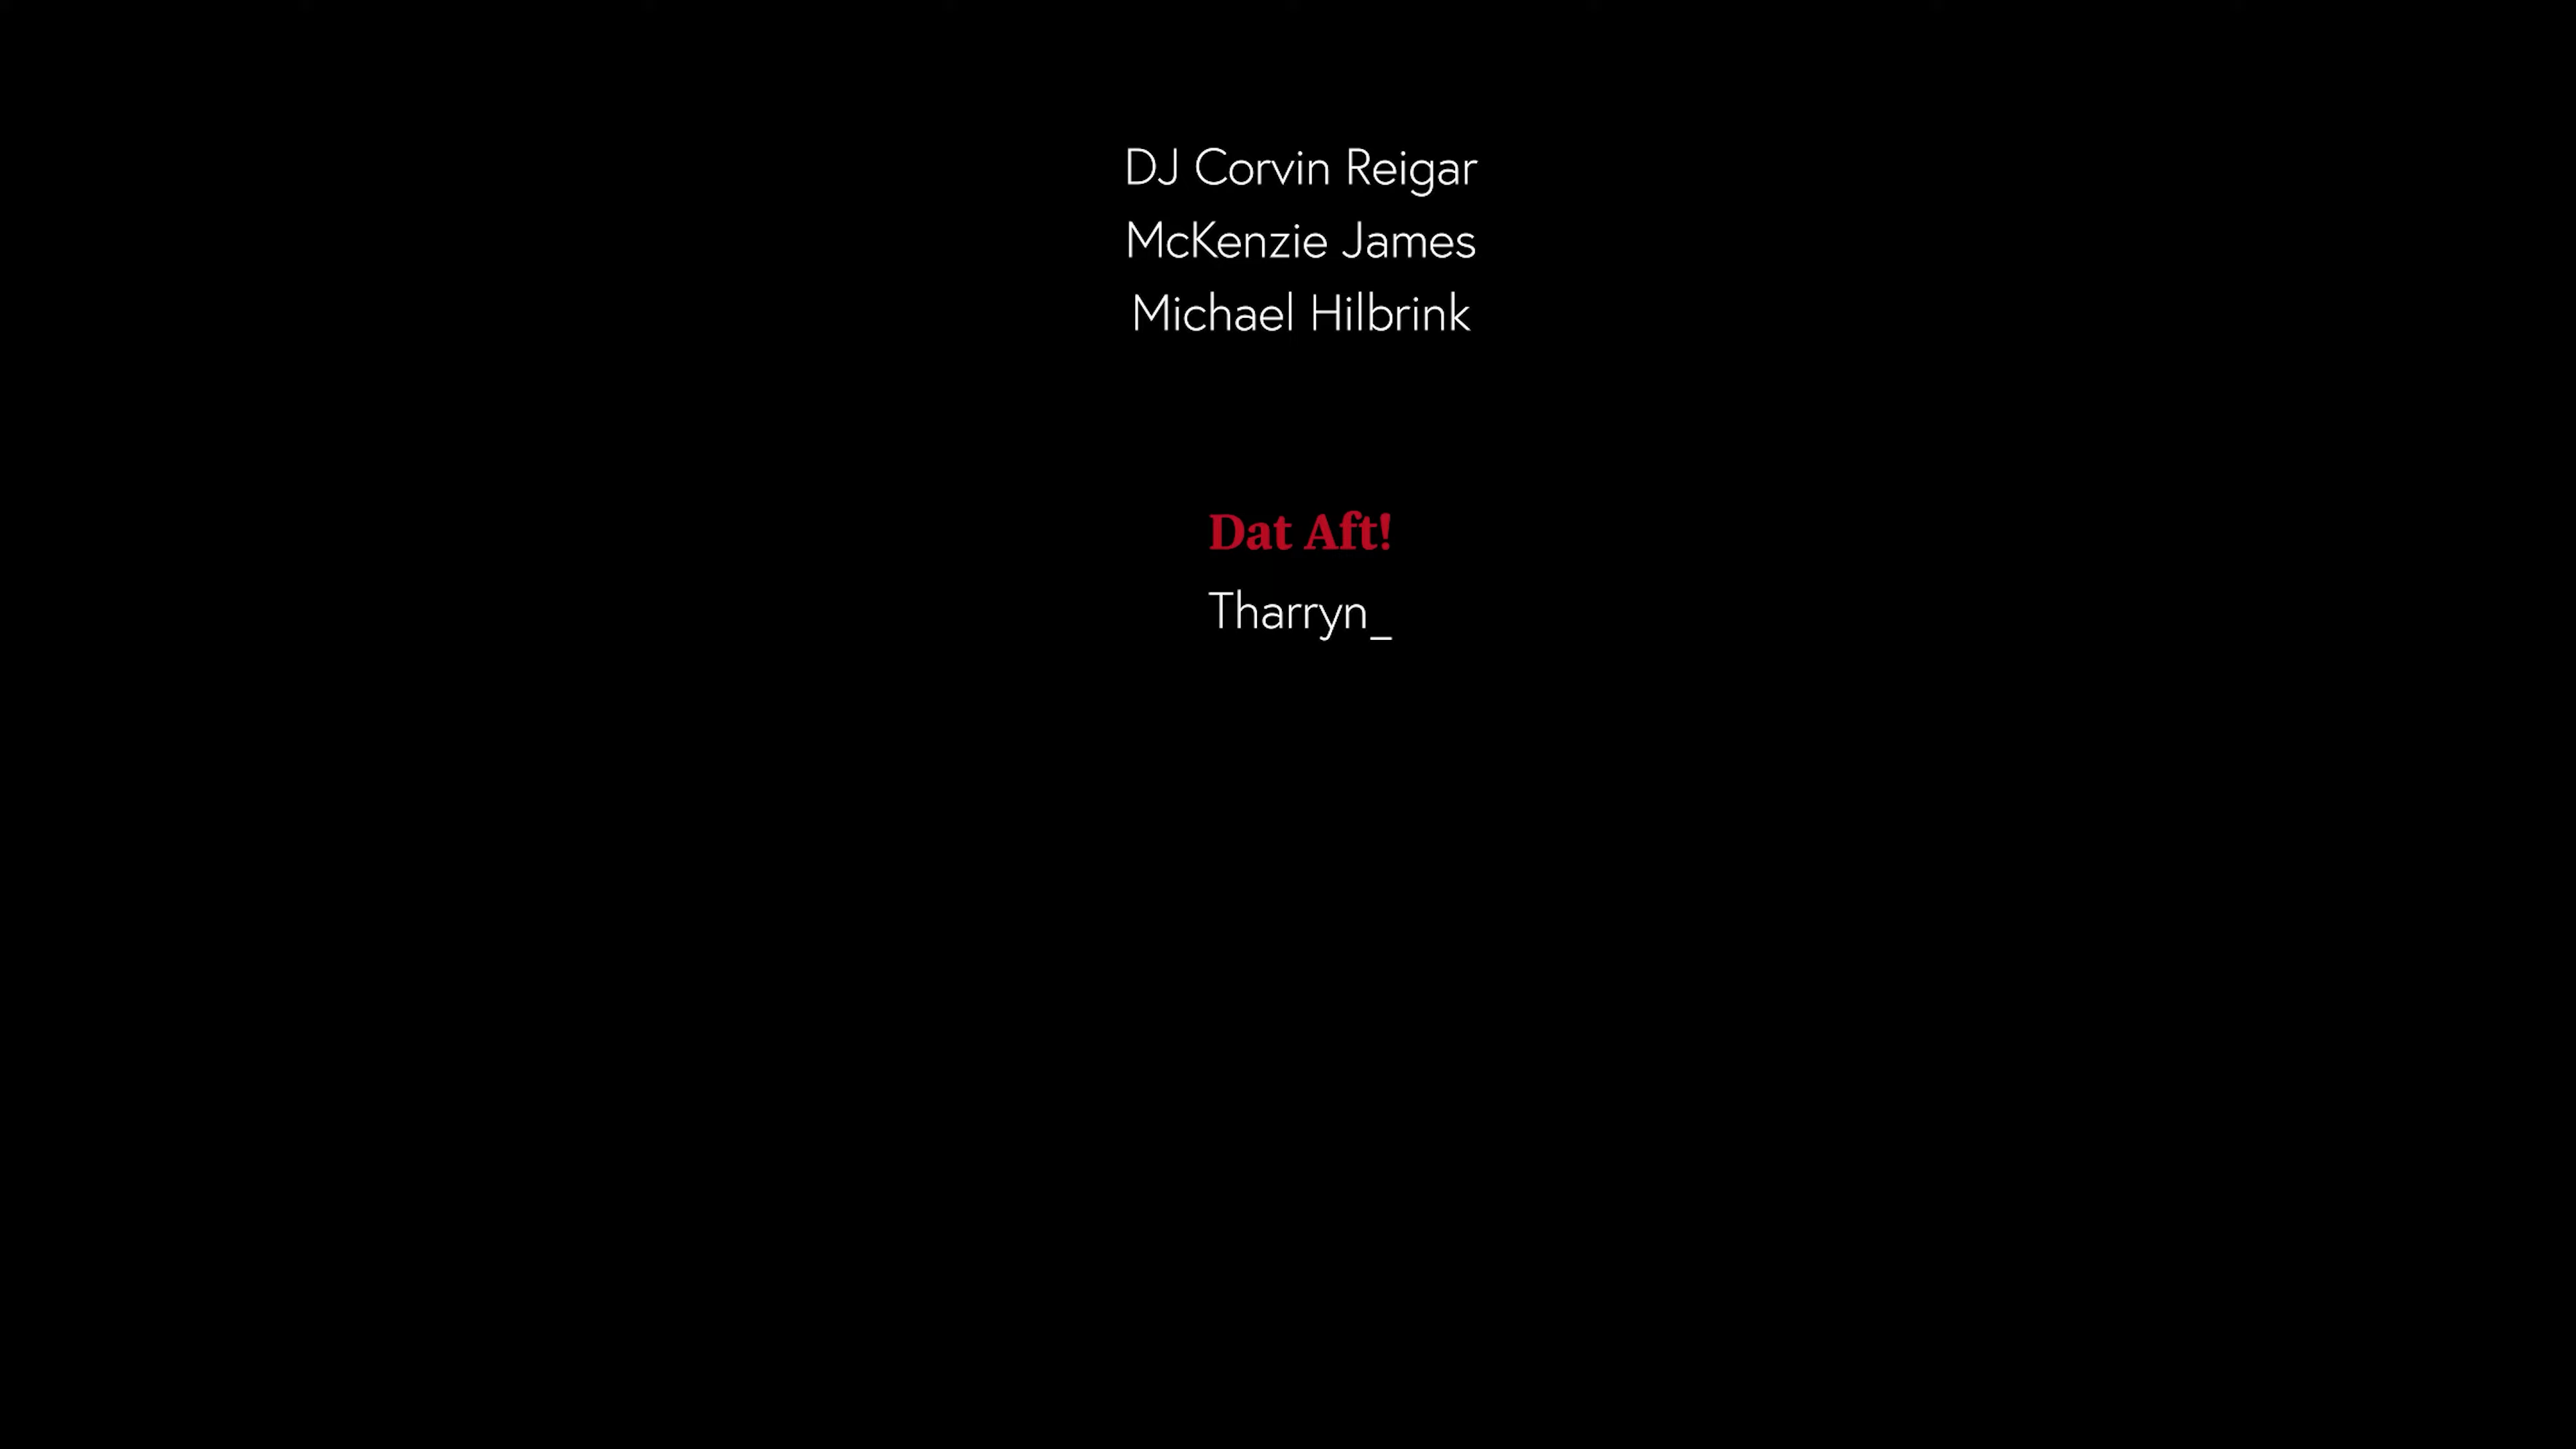 DJ Corvin Reigar
McKenzie James
Michael Hilbrink
Dat Aft!
Tharryn_